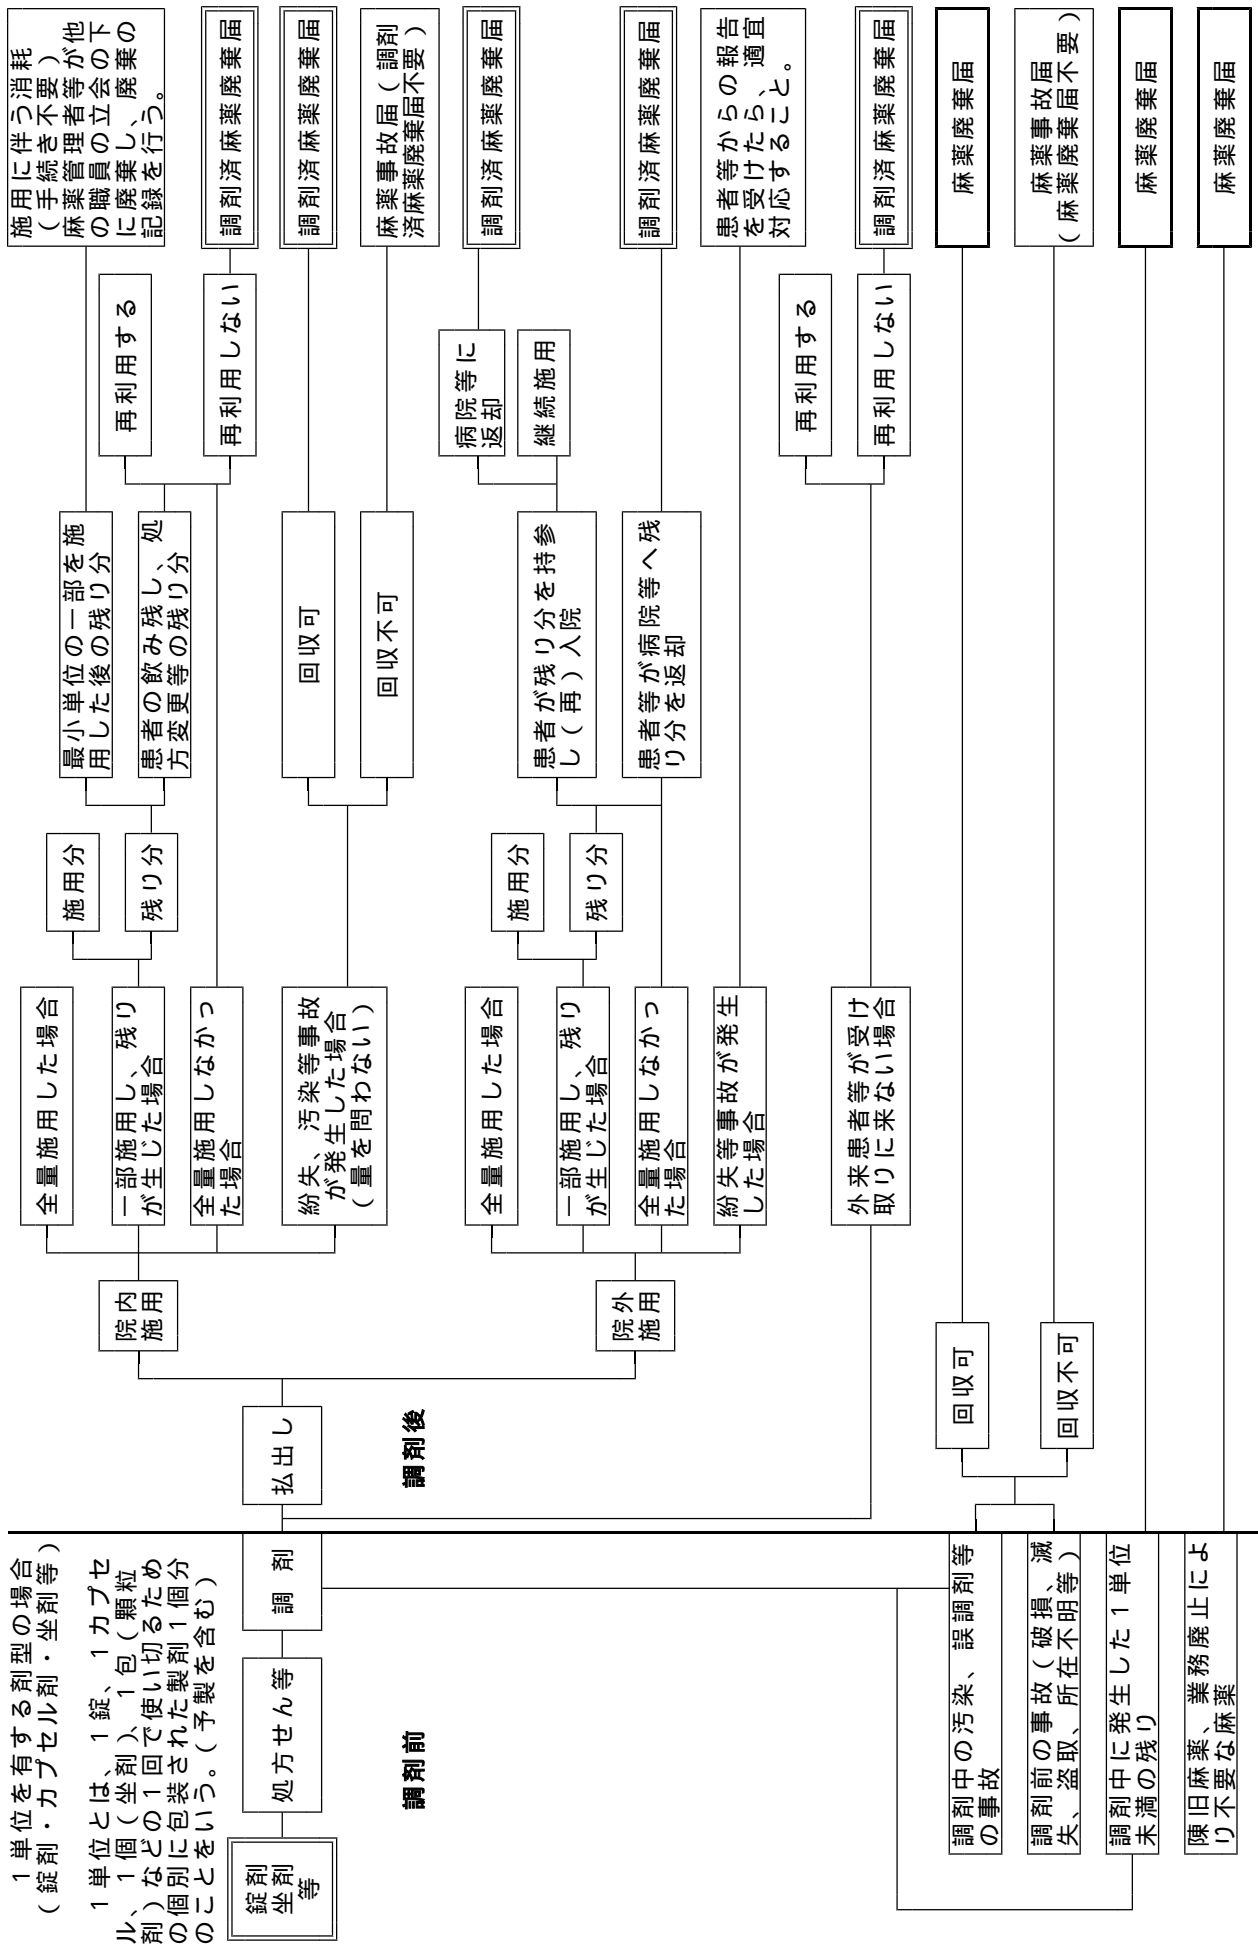 １単位を有する剤型の場合
（錠剤・カプセル剤・坐剤等）
１単位とは、１錠、１カプセ
ル、１個（坐剤）、１包（顆粒
剤）などの１回で使い切るため
の個別に包装された製剤１個分
のことをいう。（予製を含む）
錠剤
坐剤
等
処方せん等
調　剤
払出し
調剤前
調剤後
院内
施用
全量施用した場合
一部施用し、残り
が生じた場合
全量施用しなかっ
た場合
紛失、汚染等事故
が発生した場合
（量を問わない）
施用分
残り分
最小単位の一部を施
用した後の残り分
患者の飲み残し、処
方変更等の残り分
回収可
回収不可
再利用する
再利用しない
施用に伴う消耗
（手続き不要）
麻薬管理者等が他
の職員の立会の下
に廃棄し、廃棄の
記録を行う。
調剤済麻薬廃棄届
調剤済麻薬廃棄届
麻薬事故届（調剤
済麻薬廃棄届不要）
院外
施用
全量施用した場合
一部施用し、残り
が生じた場合
全量施用しなかっ
た場合
紛失等事故が発生
した場合
施用分
残り分
患者が残り分を持参
し（再）入院
患者等が病院等へ残
り分を返却
病院等に
返却
継続施用
調剤済麻薬廃棄届
調剤済麻薬廃棄届
患者等からの報告
を受けたら、適宜
対応すること。
外来患者等が受け
取りに来ない場合
再利用する
再利用しない
調剤済麻薬廃棄届
調剤中の汚染、誤調剤等
の事故
調剤前の事故（破損、滅
失、盗取、所在不明等）
調剤中に発生した１単位
未満の残り
陳旧麻薬、業務廃止によ
り不要な麻薬
回収可
回収不可
麻薬廃棄届
麻薬事故届
（麻薬廃棄届不要）
麻薬廃棄届
麻薬廃棄届